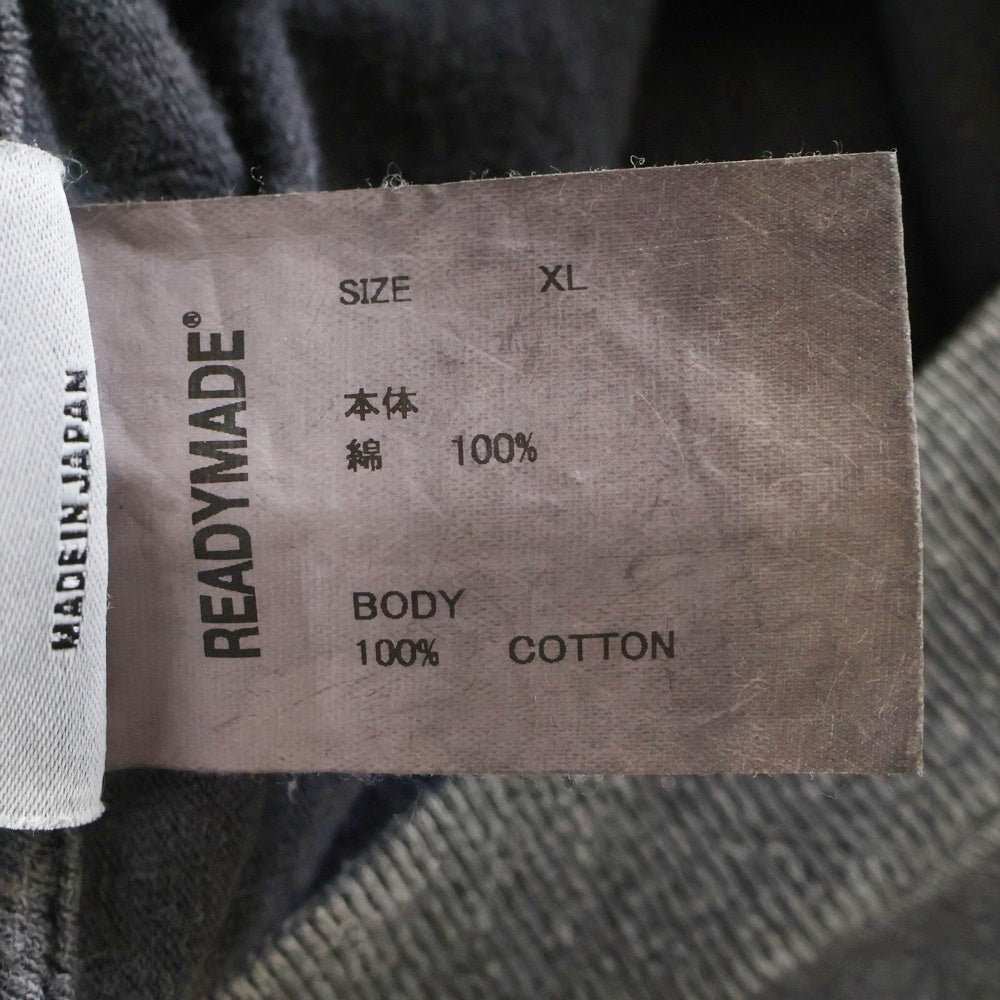 MADE IN JAPAN
READYMADE®
SIZE XL
本体
綿 100%
BODY
100% COTTON